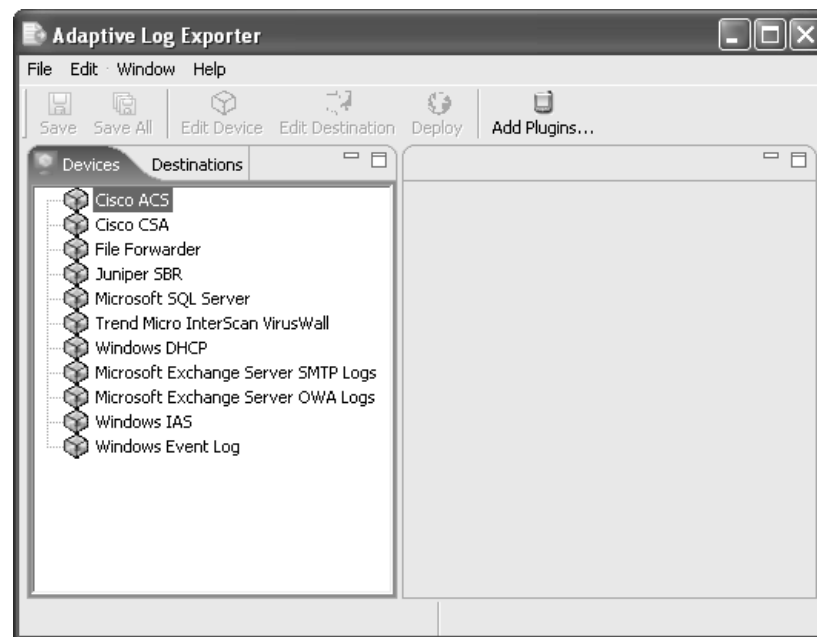 Adaptive Log Exporter
File Edit Window Help
Save Save All Edit Device Edit Destination Deploy Add Plugins...
Devices Destinations
Cisco ACS
Cisco CSA
File Forwarder
Juniper SBR
Microsoft SQL Server
Trend Micro InterScan VirusWall
Windows DHCP
Microsoft Exchange Server SMTP Logs
Microsoft Exchange Server OWA Logs
Windows IAS
Windows Event Log